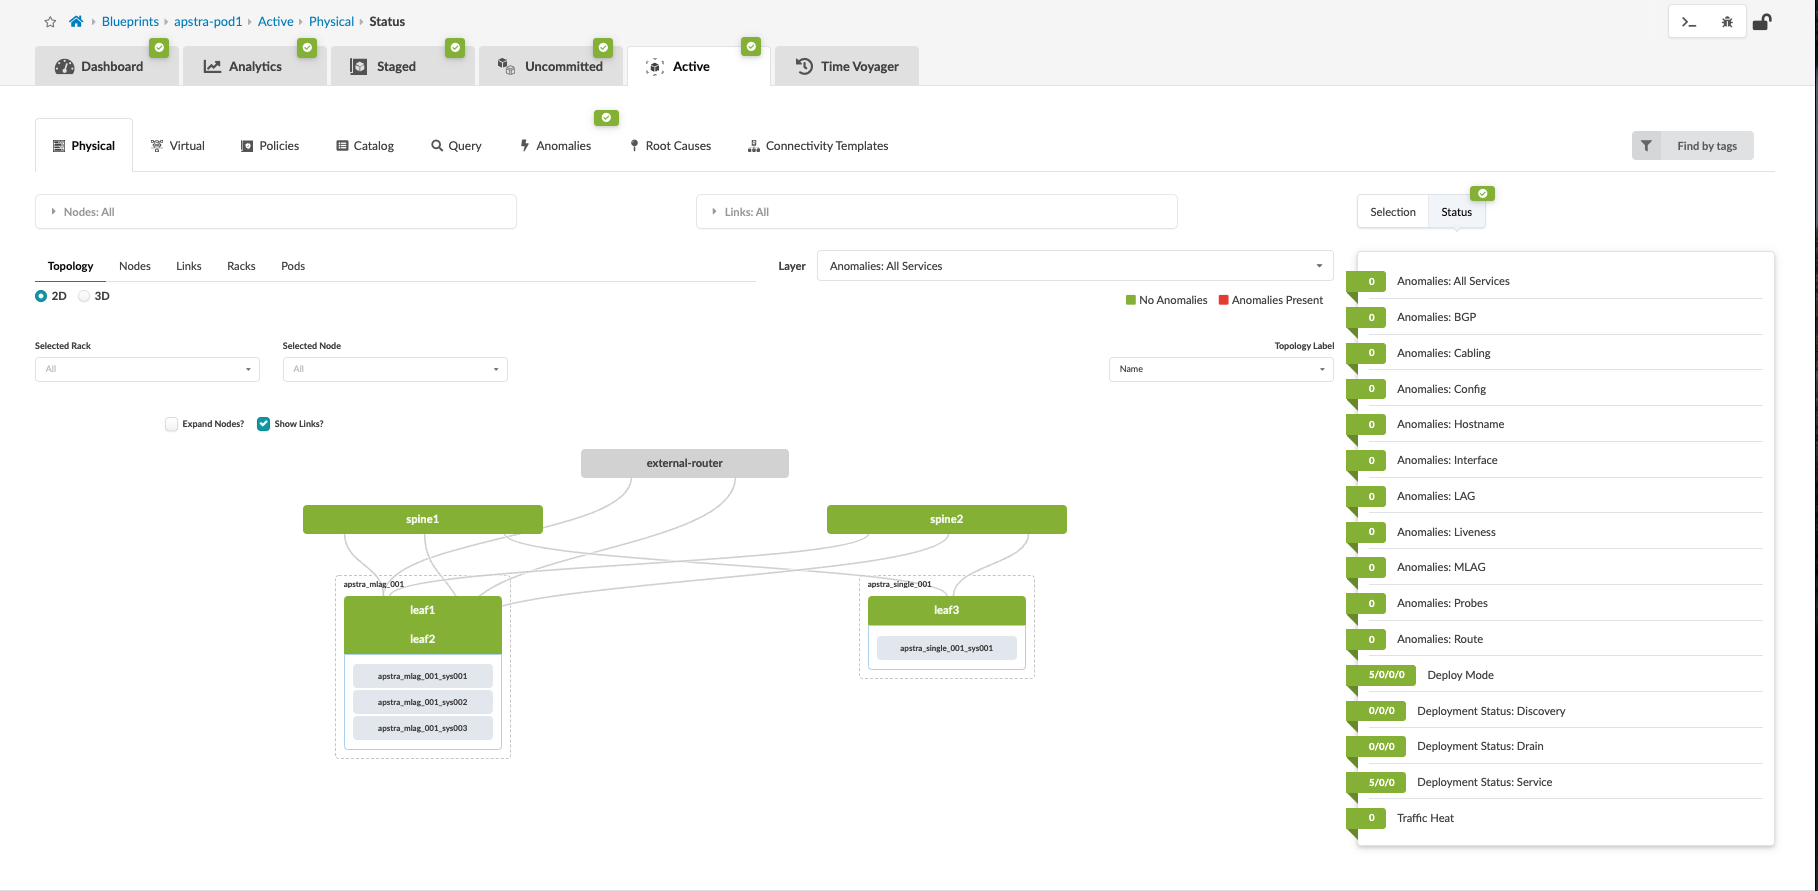 Blueprints › apstra-pod1 › Active › Physical › Status
Dashboard
Analytics
Staged
Uncommitted
Active
Time Voyager
Physical
Virtual
Policies
Catalog
Query
Anomalies
Root Causes
Connectivity Templates
Find by tags
Nodes: All
Links: All
Selection
Status
Topology
Nodes
Links
Racks
Pods
Layer
Anomalies: All Services
2D
3D
No Anomalies
Anomalies Present
Selected Rack
All
Selected Node
All
Topology Label
Name
Expand Nodes?
Show Links?
external-router
spine1
spine2
apstra_mlag_001
leaf1
leaf2
apstra_mlag_001_sys001
apstra_mlag_001_sys002
apstra_mlag_001_sys003
apstra_single_001
leaf3
apstra_single_001_sys001
0 Anomalies: All Services
0 Anomalies: BGP
0 Anomalies: Cabling
0 Anomalies: Config
0 Anomalies: Hostname
0 Anomalies: Interface
0 Anomalies: LAG
0 Anomalies: Liveness
0 Anomalies: MLAG
0 Anomalies: Probes
0 Anomalies: Route
5/0/0/0 Deploy Mode
0/0/0 Deployment Status: Discovery
0/0/0 Deployment Status: Drain
5/0/0 Deployment Status: Service
0 Traffic Heat